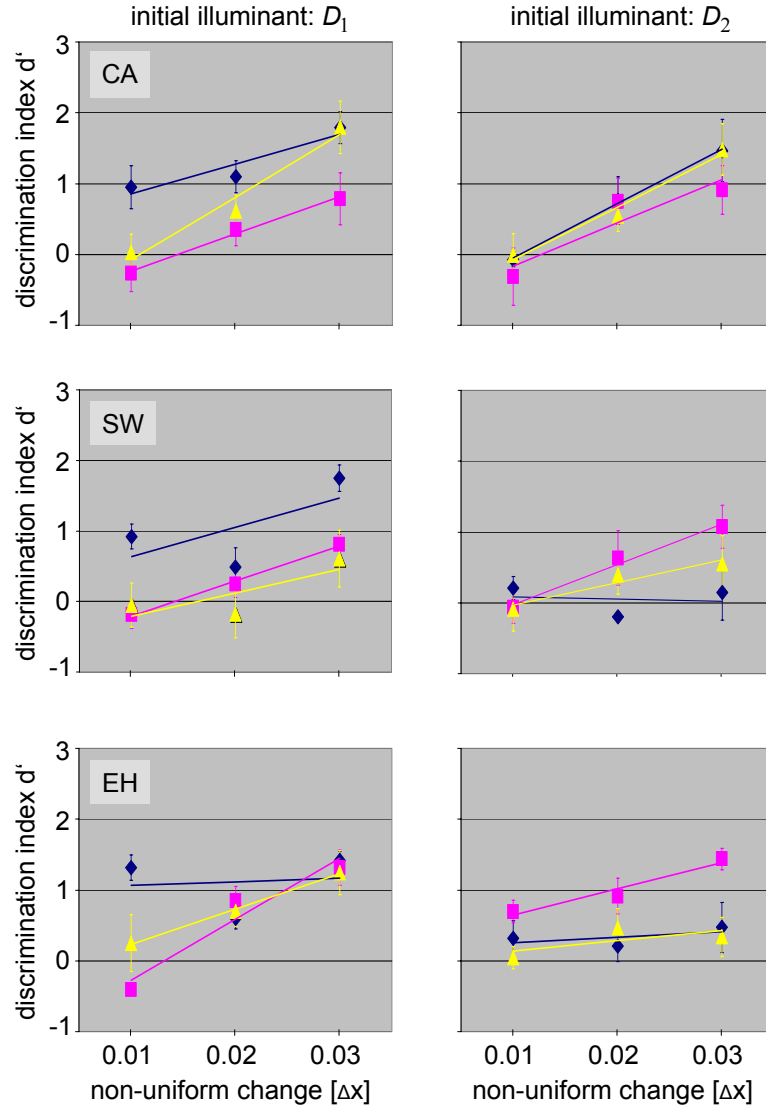 initial illuminant: D1
initial illuminant: D2
discrimination index d‘
3
2
1
0
-1
CA
discrimination index d‘
3
2
1
0
-1
SW
discrimination index d‘
3
2
1
0
-1
EH
0.01 0.02 0.03
0.01 0.02 0.03
non-uniform change [Δx]
non-uniform change [Δx]